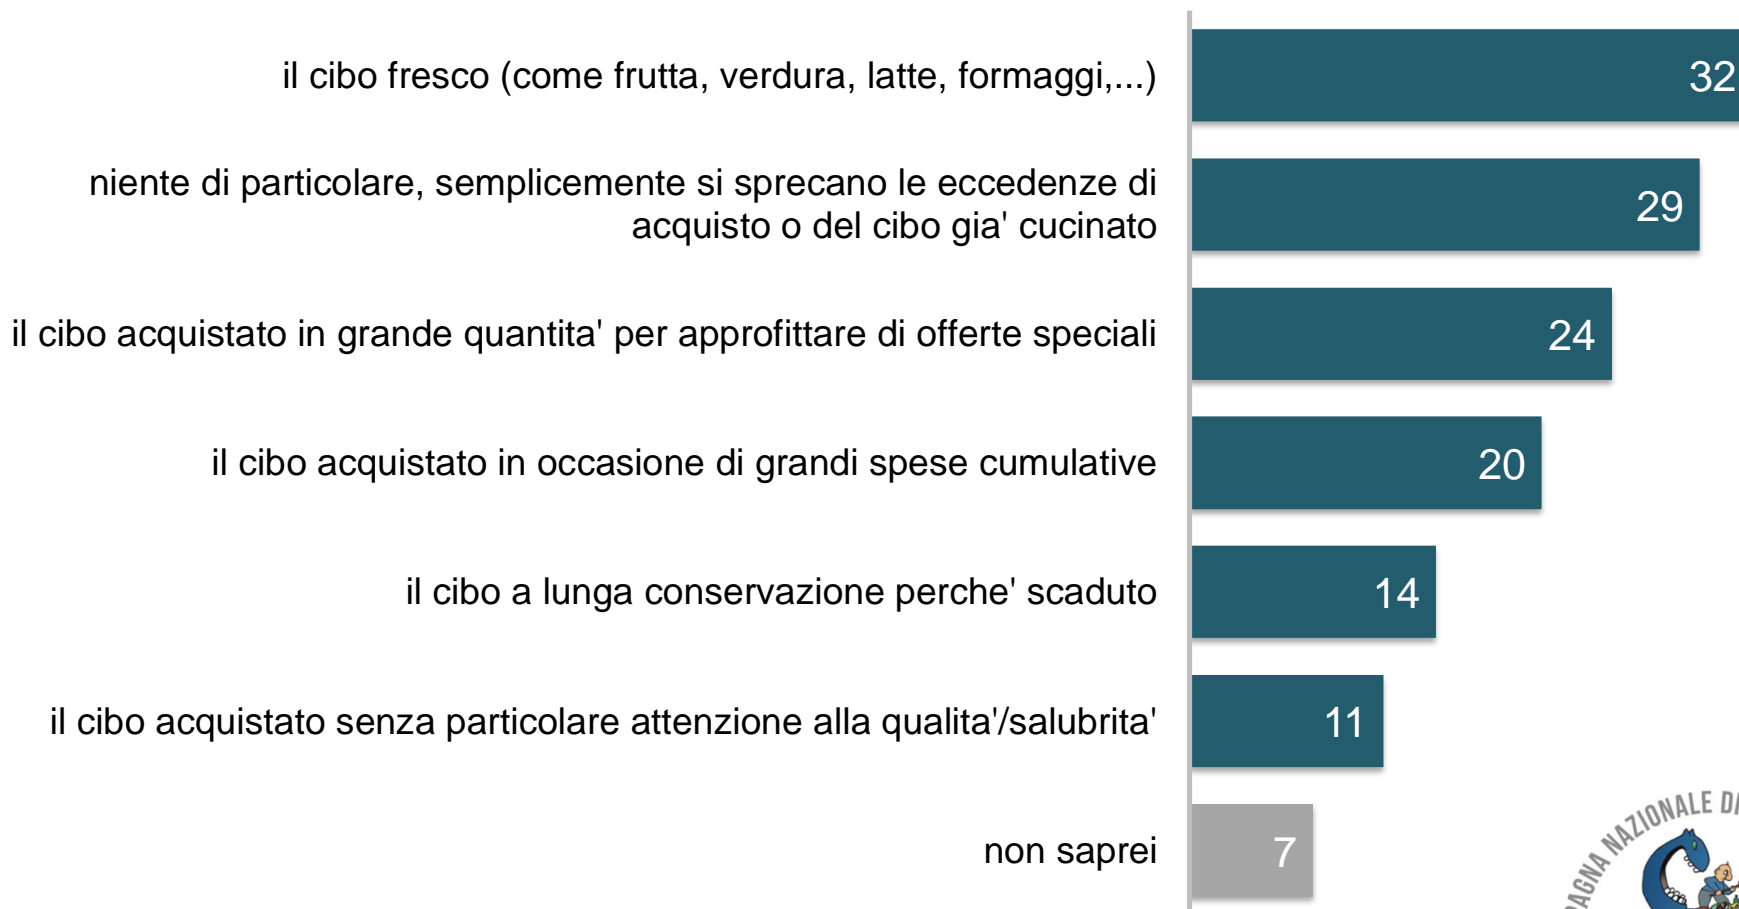 il cibo fresco (come frutta, verdura, latte, formaggi,...)
32
niente di particolare, semplicemente si sprecano le eccedenze di
acquisto o del cibo gia' cucinato
29
il cibo acquistato in grande quantita' per approfittare di offerte speciali
24
il cibo acquistato in occasione di grandi spese cumulative
20
il cibo a lunga conservazione perche' scaduto
14
il cibo acquistato senza particolare attenzione alla qualita'/salubrita'
11
non saprei
7
NAZIONALE